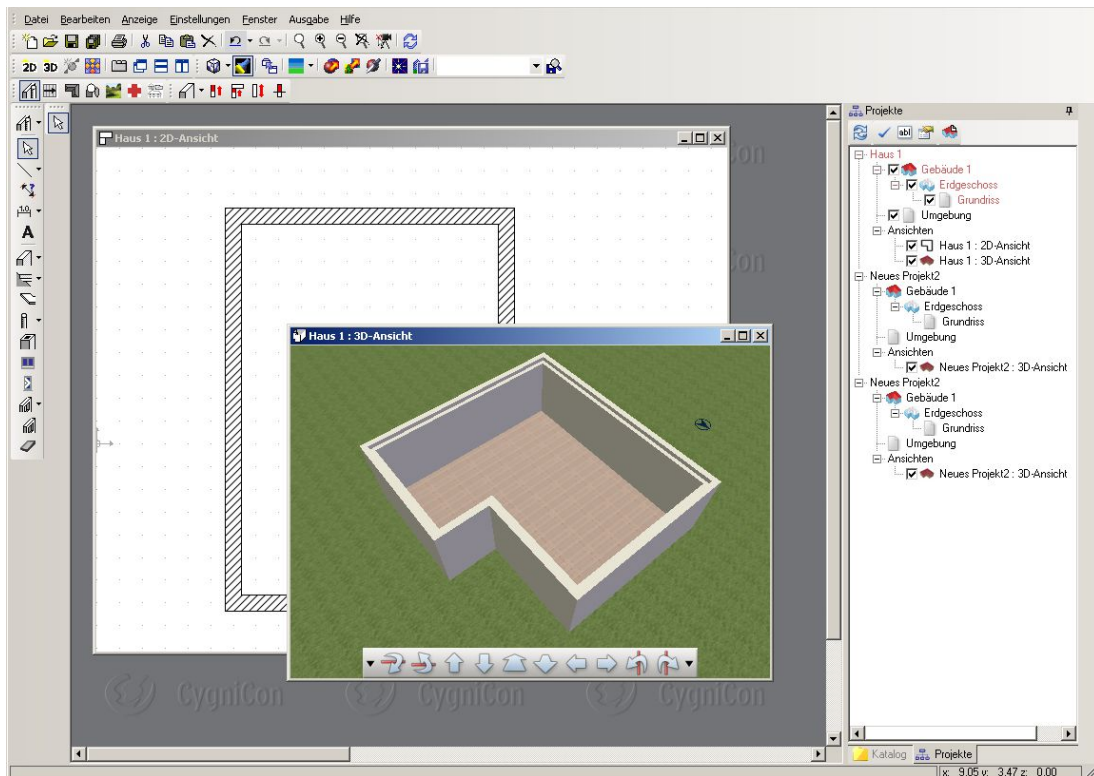 Datei Bearbeiten Anzeige Einstellungen Fenster Ausgabe Hilfe
2D 3D
Projekte
abl
Haus 1 : 2D-Ansicht
Haus 1
Gebäude 1
Erdgeschoss
Grundriss
Umgebung
Ansichten
Haus 1 : 2D-Ansicht
Haus 1 : 3D-Ansicht
Neues Projekt2
Gebäude 1
Erdgeschoss
Grundriss
Umgebung
Ansichten
Neues Projekt2 : 3D-Ansicht
Neues Projekt2
Gebäude 1
Erdgeschoss
Grundriss
Umgebung
Ansichten
Neues Projekt2 : 3D-Ansicht
1.0
A
Haus 1 : 3D-Ansicht
CygniCon CygniCon CygniCon
Katalog Projekte
x: 9.05 y: 3.47 z: 0.00